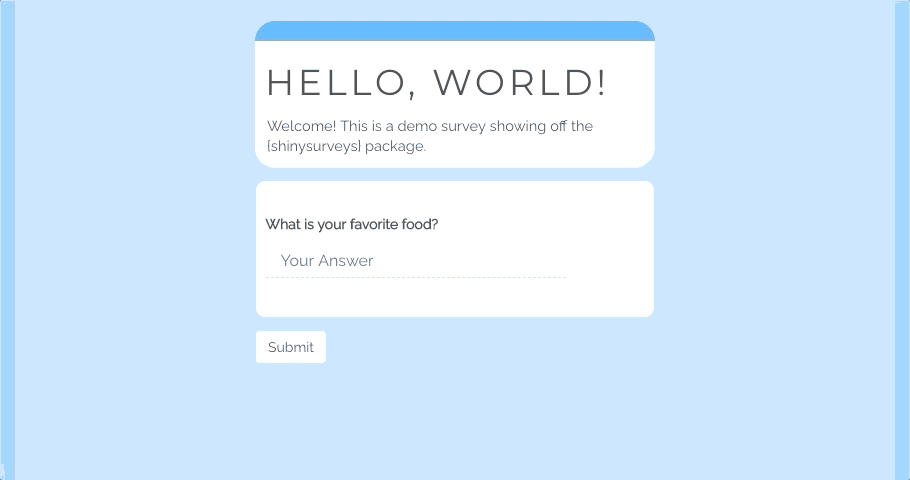 HELLO, WORLD!
Welcome! This is a demo survey showing off the
{shinysurveys} package.
What is your favorite food?
Your Answer
Submit